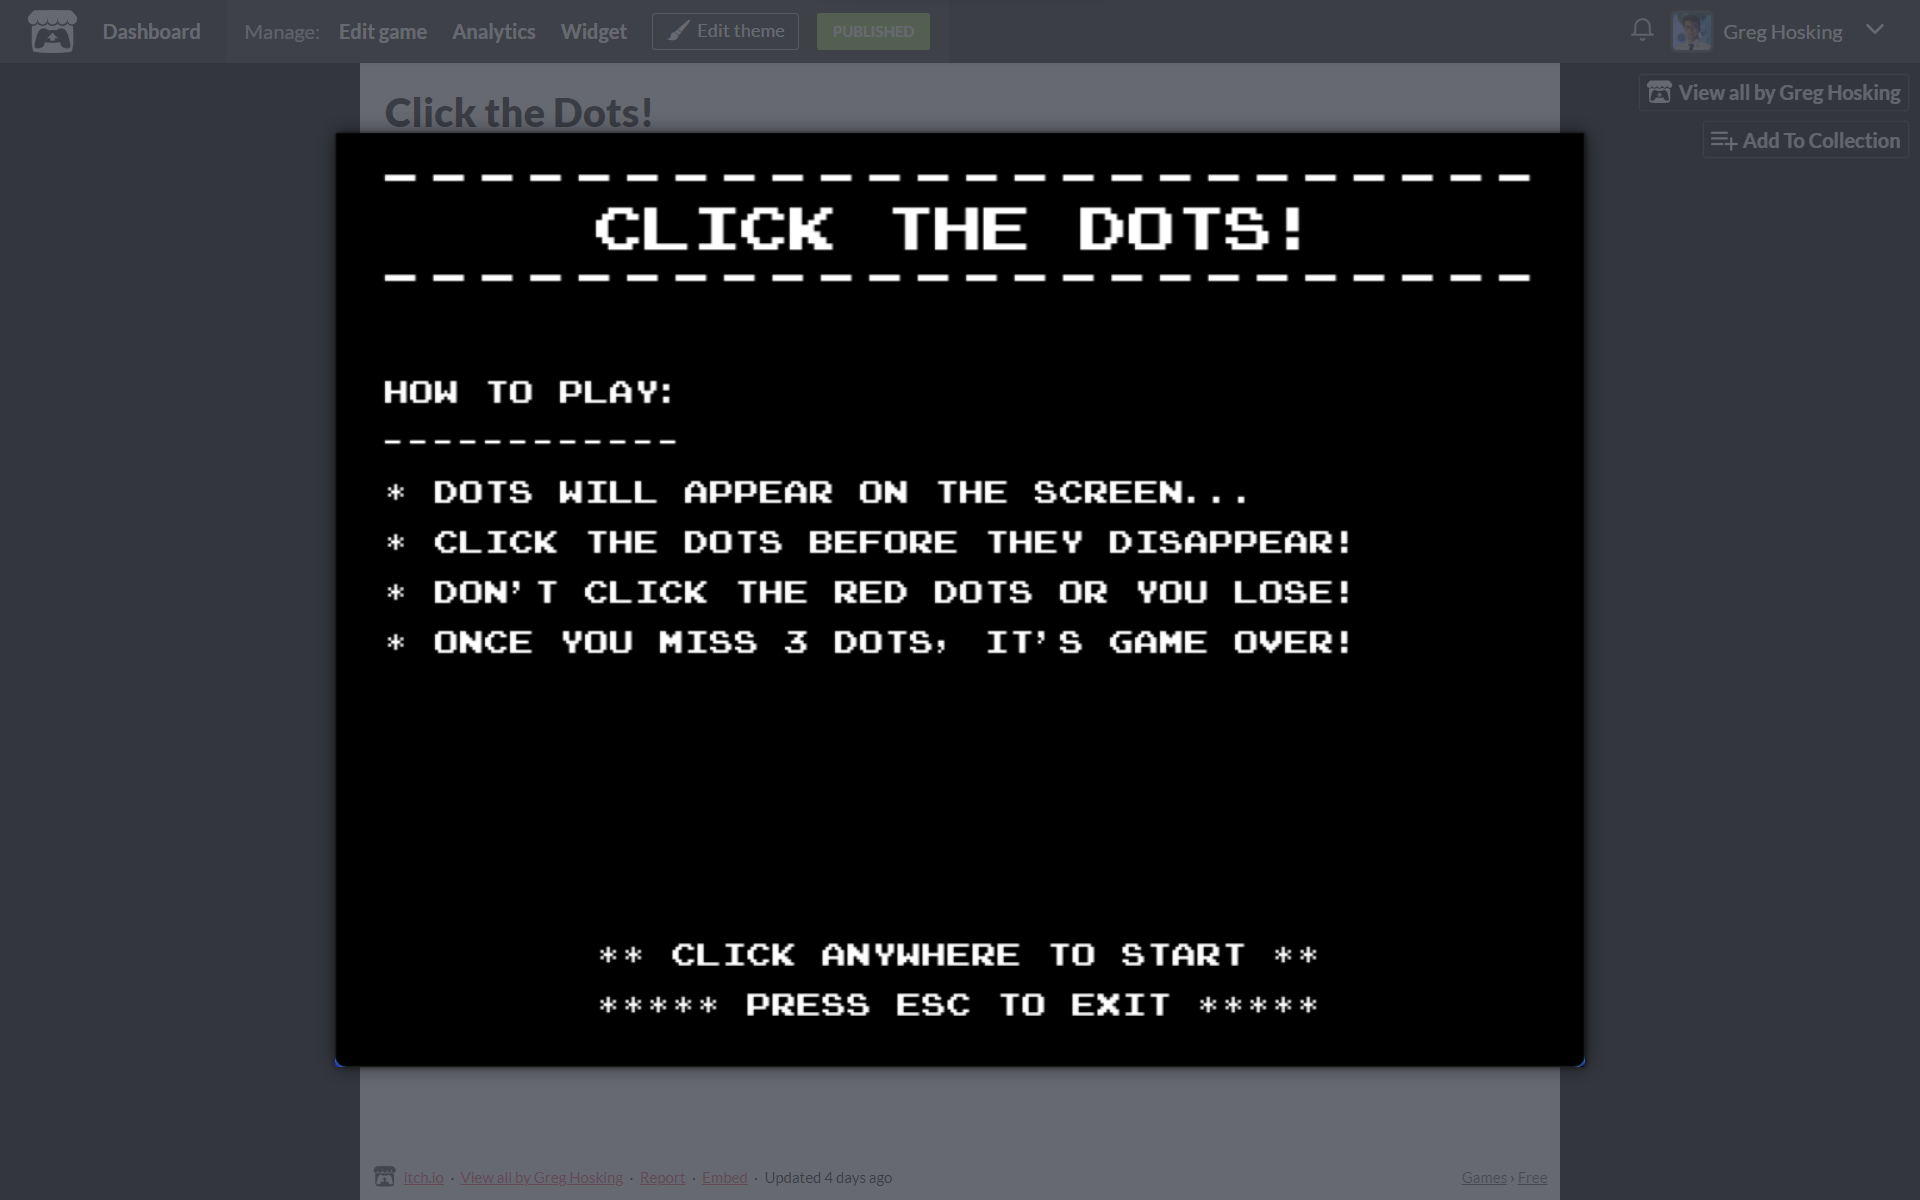 Dashboard Manage: Edit game Analytics Widget Edit theme PUBLISHED Greg Hosking
View all by Greg Hosking
Add To Collection
Click the Dots!
- - - - - - - - - - - - - - - - - - - - - - - -
CLICK THE DOTS!
- - - - - - - - - - - - - - - - - - - - - - - -
HOW TO PLAY:
------------
* DOTS WILL APPEAR ON THE SCREEN...
* CLICK THE DOTS BEFORE THEY DISAPPEAR!
* DON'T CLICK THE RED DOTS OR YOU LOSE!
* ONCE YOU MISS 3 DOTS, IT'S GAME OVER!
** CLICK ANYWHERE TO START **
***** PRESS ESC TO EXIT *****
itch.io · View all by Greg Hosking · Report · Embed · Updated 4 days ago Games › Free